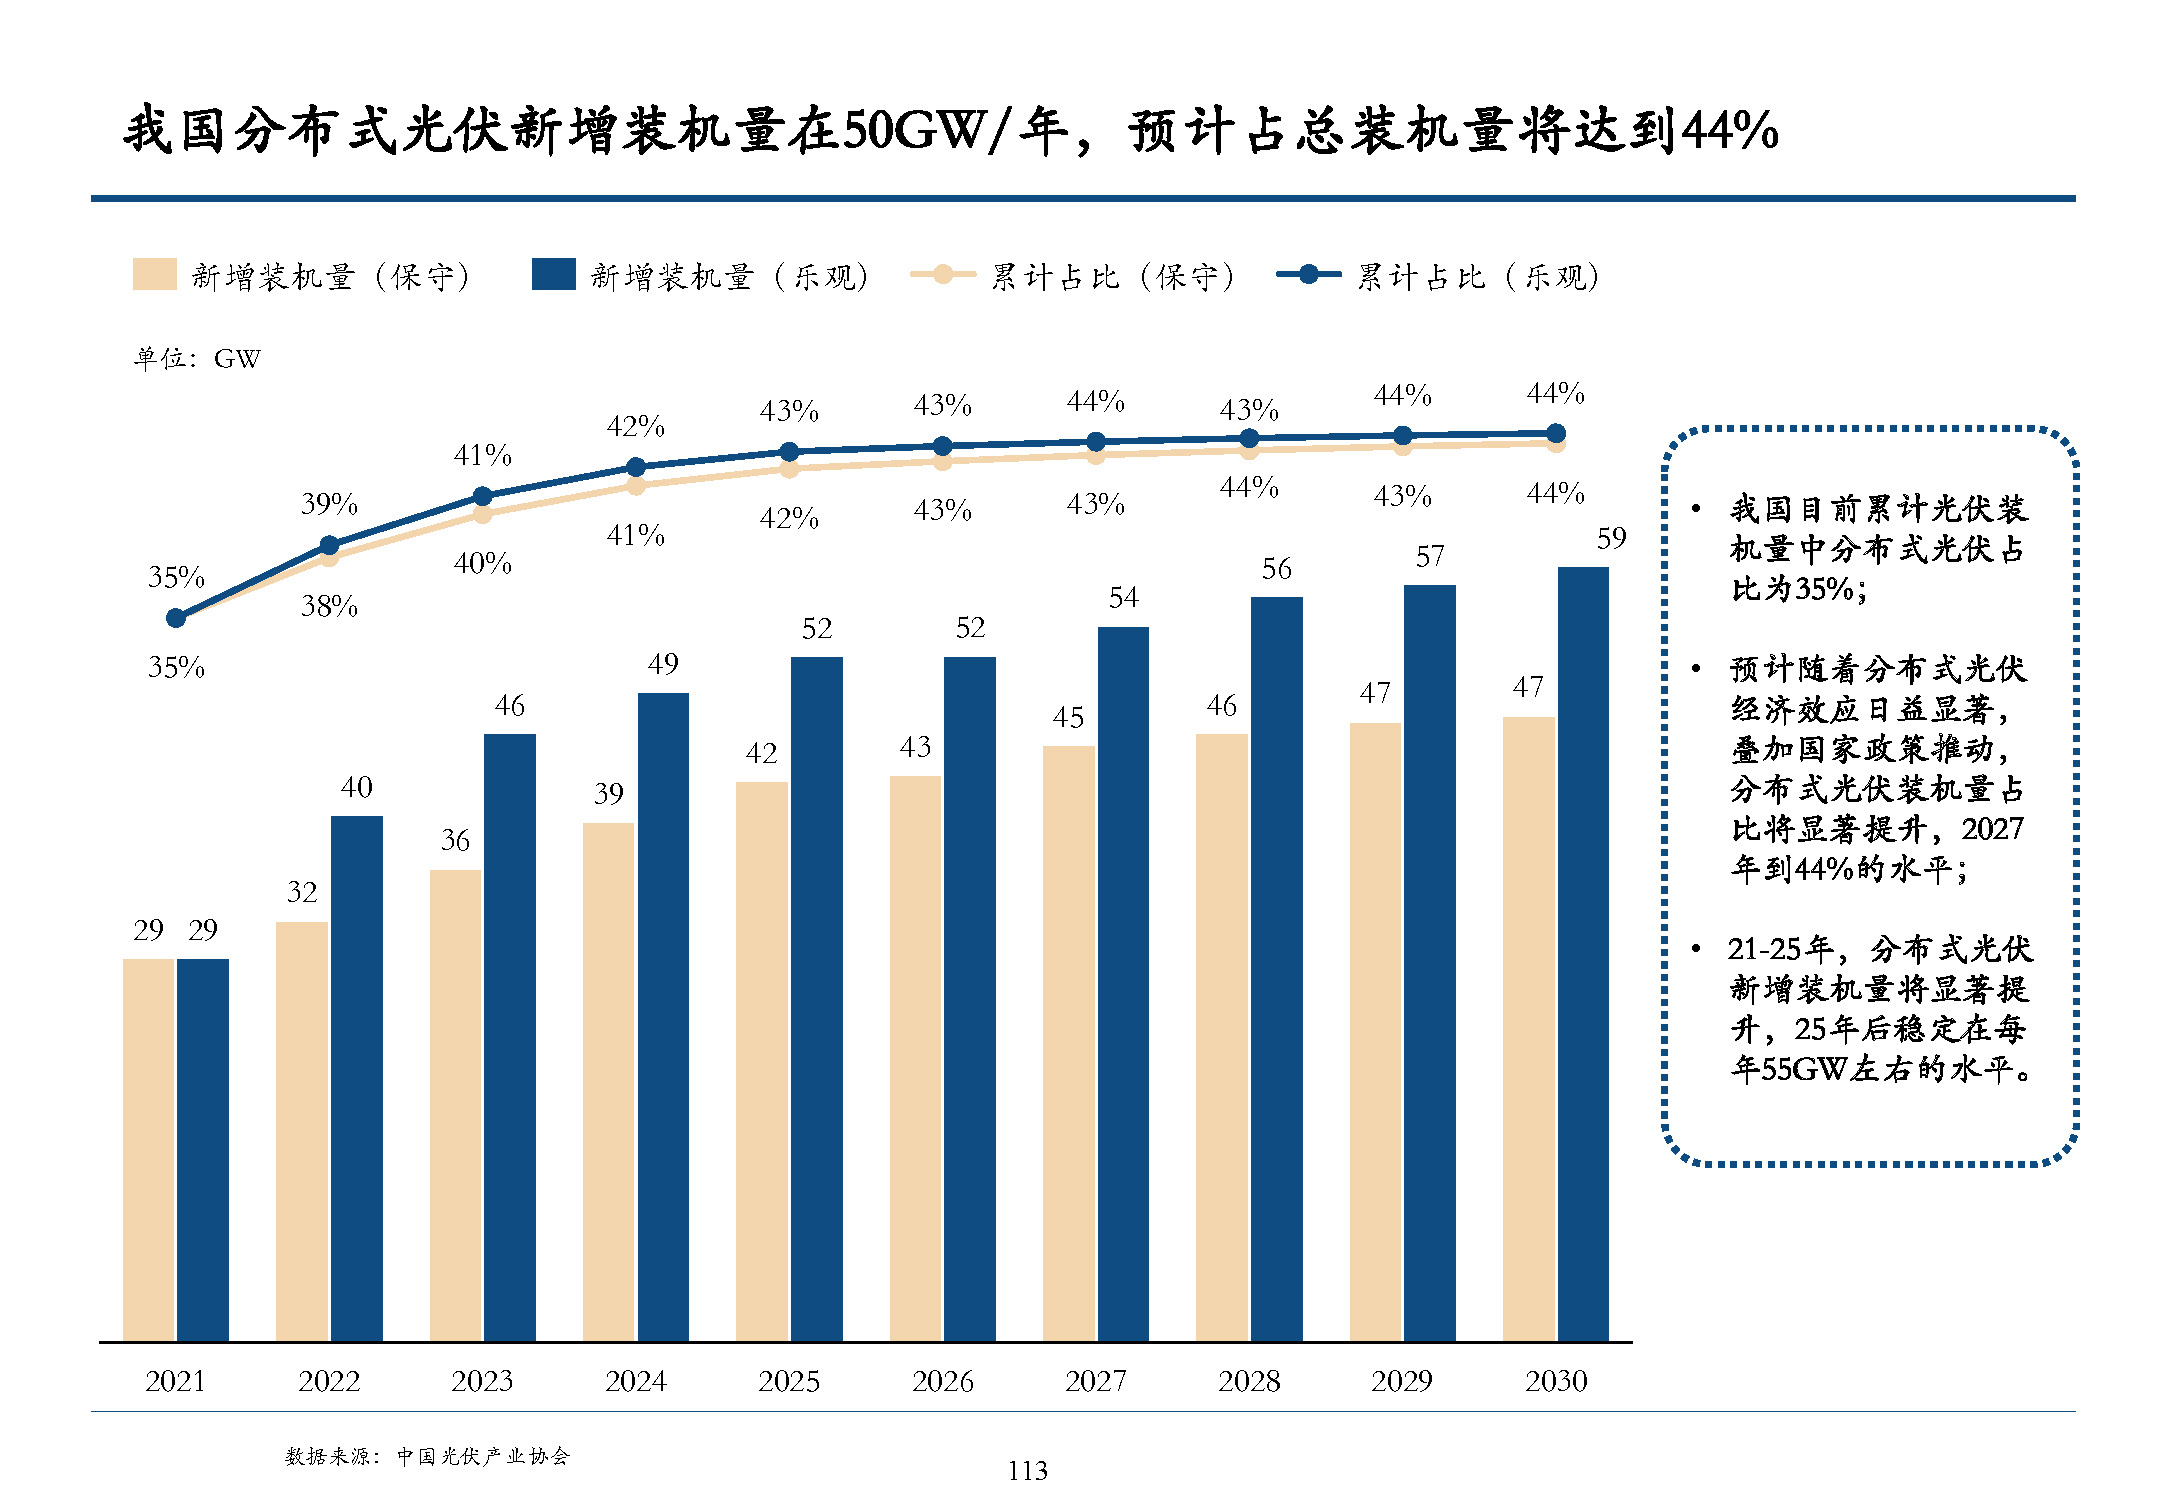 我国分布式光伏新增装机量在50GW/年，预计占总装机量将达到44%
新增装机量（保守） 新增装机量（乐观） 累计占比（保守） 累计占比（乐观）
单位：GW
35% 39% 41% 42% 43% 43% 44% 43% 44% 44%
35% 38% 40% 41% 42% 43% 43% 44% 43% 44%
29 29 32 40 36 46 39 49 42 52 43 52 45 54 46 56 47 57 47 59
2021 2022 2023 2024 2025 2026 2027 2028 2029 2030
• 我国目前累计光伏装
机量中分布式光伏占
比为35%；
• 预计随着分布式光伏
经济效应日益显著，
叠加国家政策推动，
分布式光伏装机量占
比将显著提升，2027
年到44%的水平；
• 21-25年，分布式光伏
新增装机量将显著提
升，25年后稳定在每
年55GW左右的水平。
数据来源：中国光伏产业协会
113